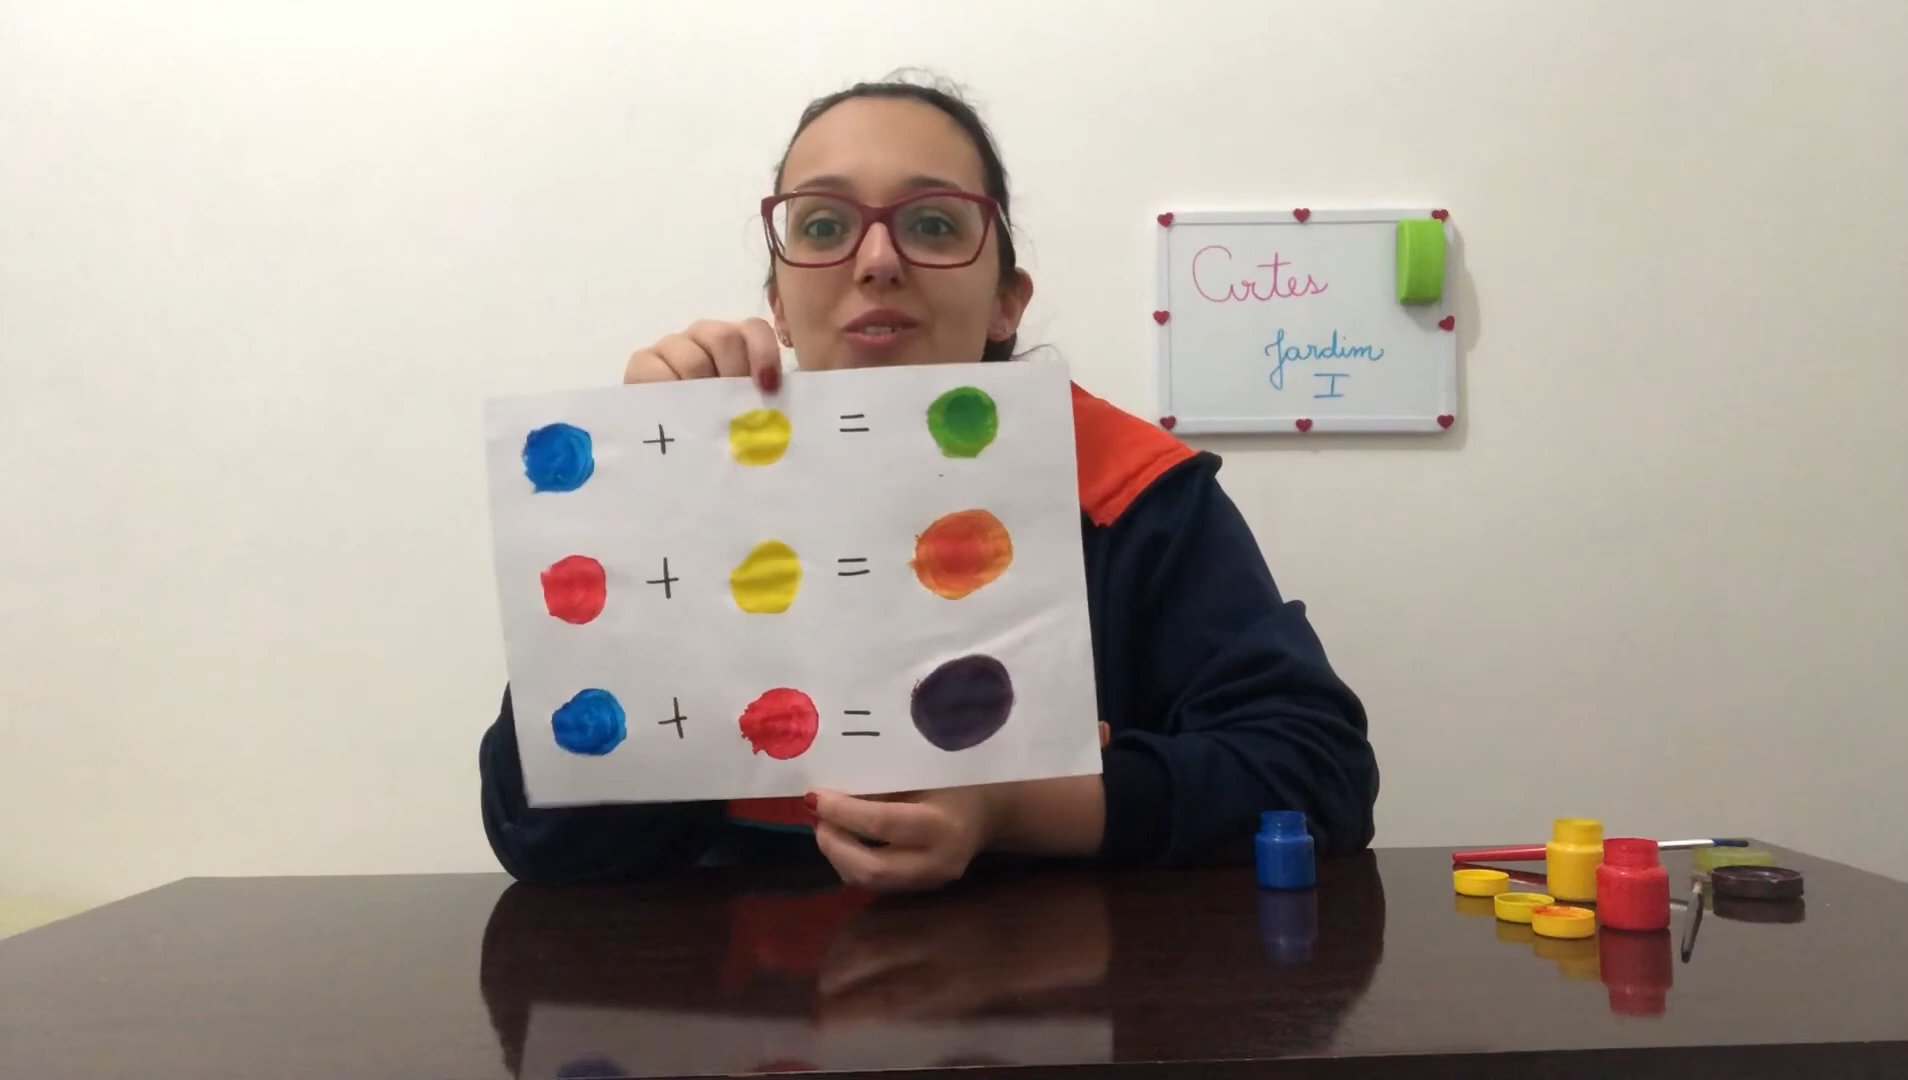 + =
+ =
+ =
Artes
Jardim
I